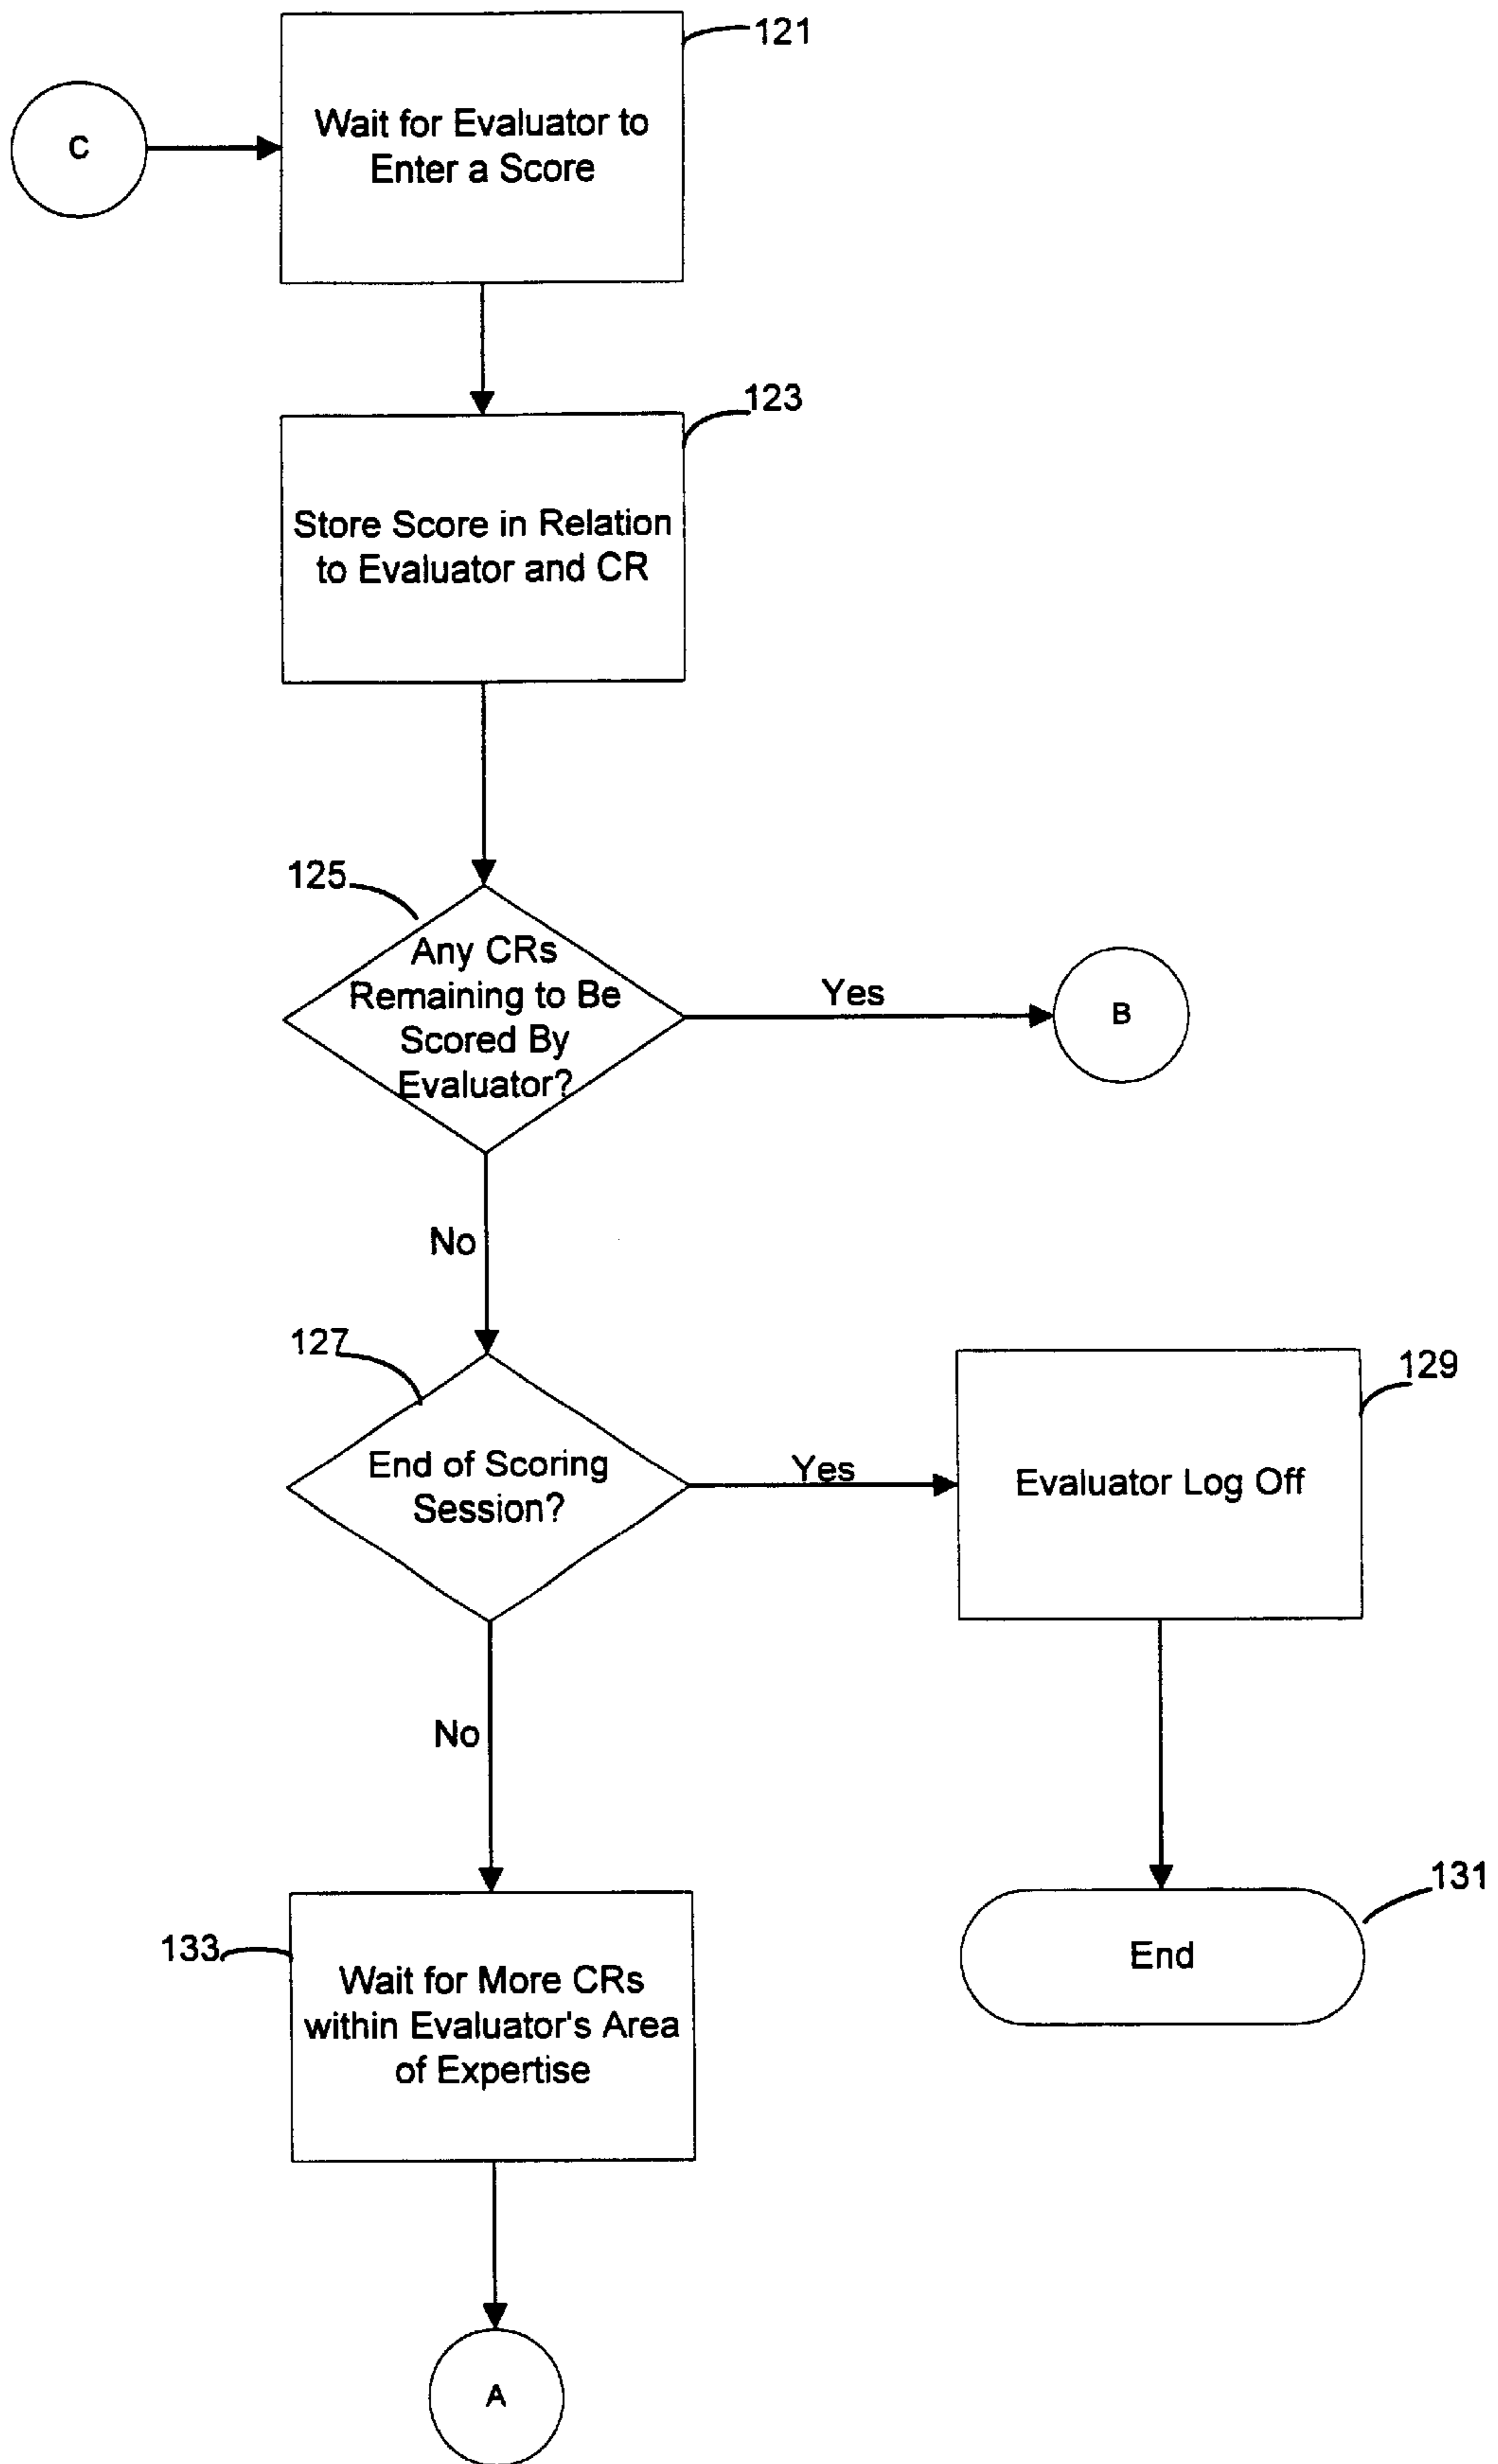 121
C
Wait for Evaluator to
Enter a Score
123
Store Score in Relation
to Evaluator and CR
125
Any CRs
Remaining to Be
Scored By
Evaluator?
Yes
B
No
127
End of Scoring
Session?
Yes
129
Evaluator Log Off
No
131
End
133
Wait for More CRs
within Evaluator's Area
of Expertise
A